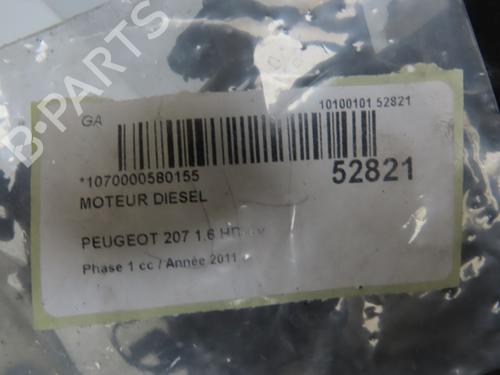 B-PARTS
GA
10100101 52821
*1070000580155
52821
MOTEUR DIESEL
PEUGEOT 207 1.6
Phase 1 cc / Année 2011